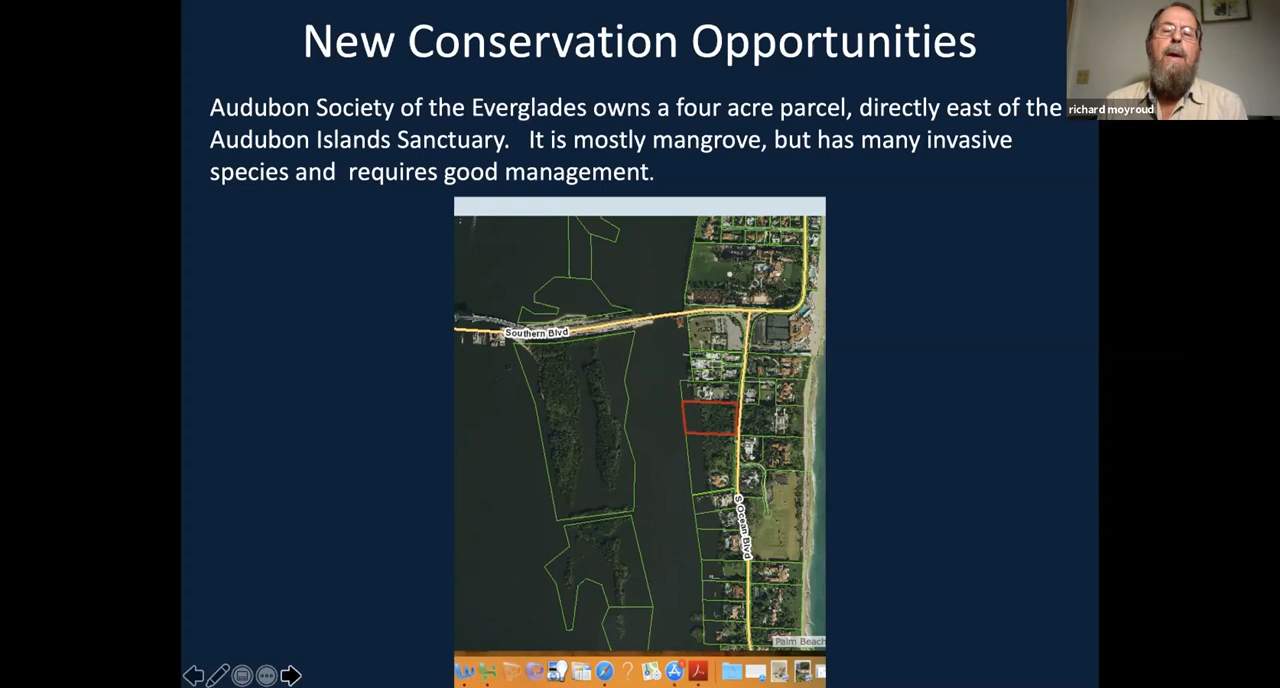 New Conservation Opportunities
Audubon Society of the Everglades owns a four acre parcel, directly east of the
Audubon Islands Sanctuary. It is mostly mangrove, but has many invasive
species and requires good management.
richard moyroud
Southern Blvd
S Ocean Blvd
Palm Beach